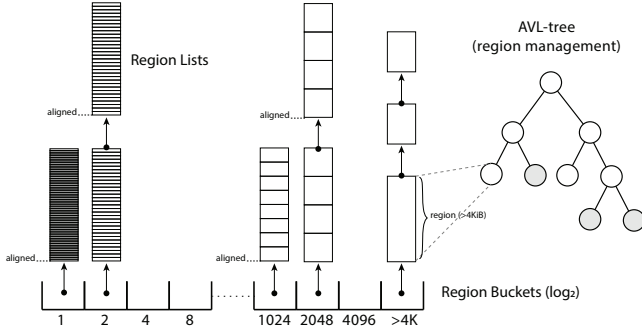 AVL-tree
(region management)
Region Lists
aligned
aligned
aligned
aligned
region (>4KiB)
Region Buckets (log₂)
1 2 4 8 1024 2048 4096 >4K